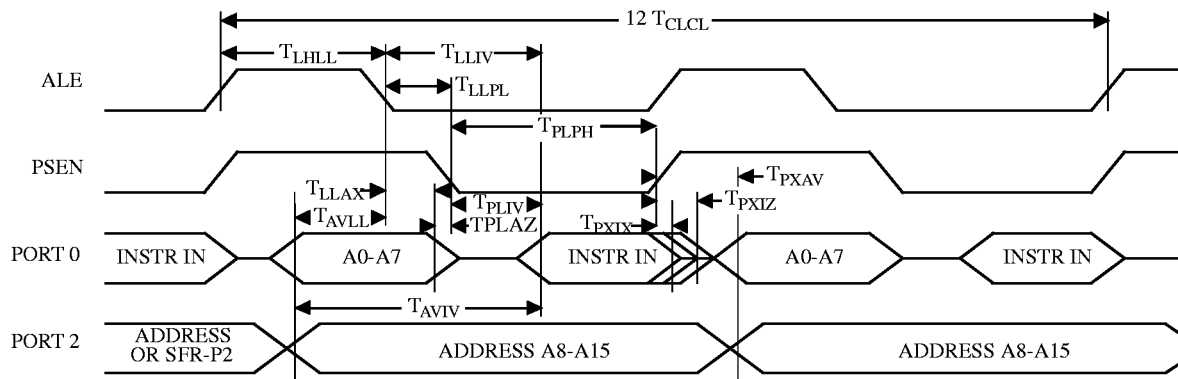 12 TCLCL
TLHLL TLLIV
ALE
TLLPL
TPLPH
PSEN
TLLAX TPXAV
TPLIV TPXIZ
TAVLL TPLAZ TPXIX
PORT 0 INSTR IN A0-A7 INSTR IN A0-A7 INSTR IN
TAVIV
PORT 2 ADDRESS
OR SFR-P2 ADDRESS A8-A15 ADDRESS A8-A15